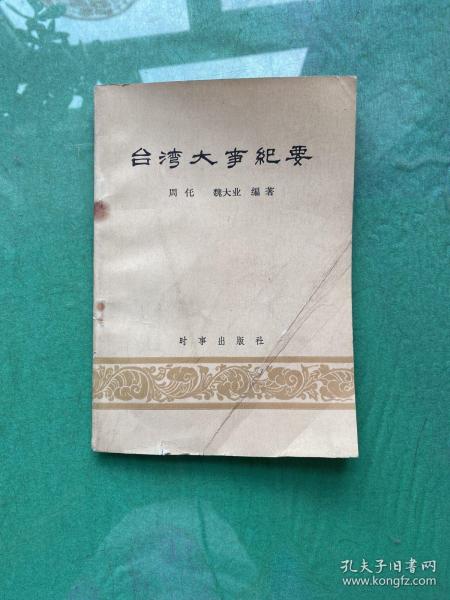 台湾大事纪要
周任 魏大业 编著
时事出版社
孔夫子旧书网
www.kongfz.com